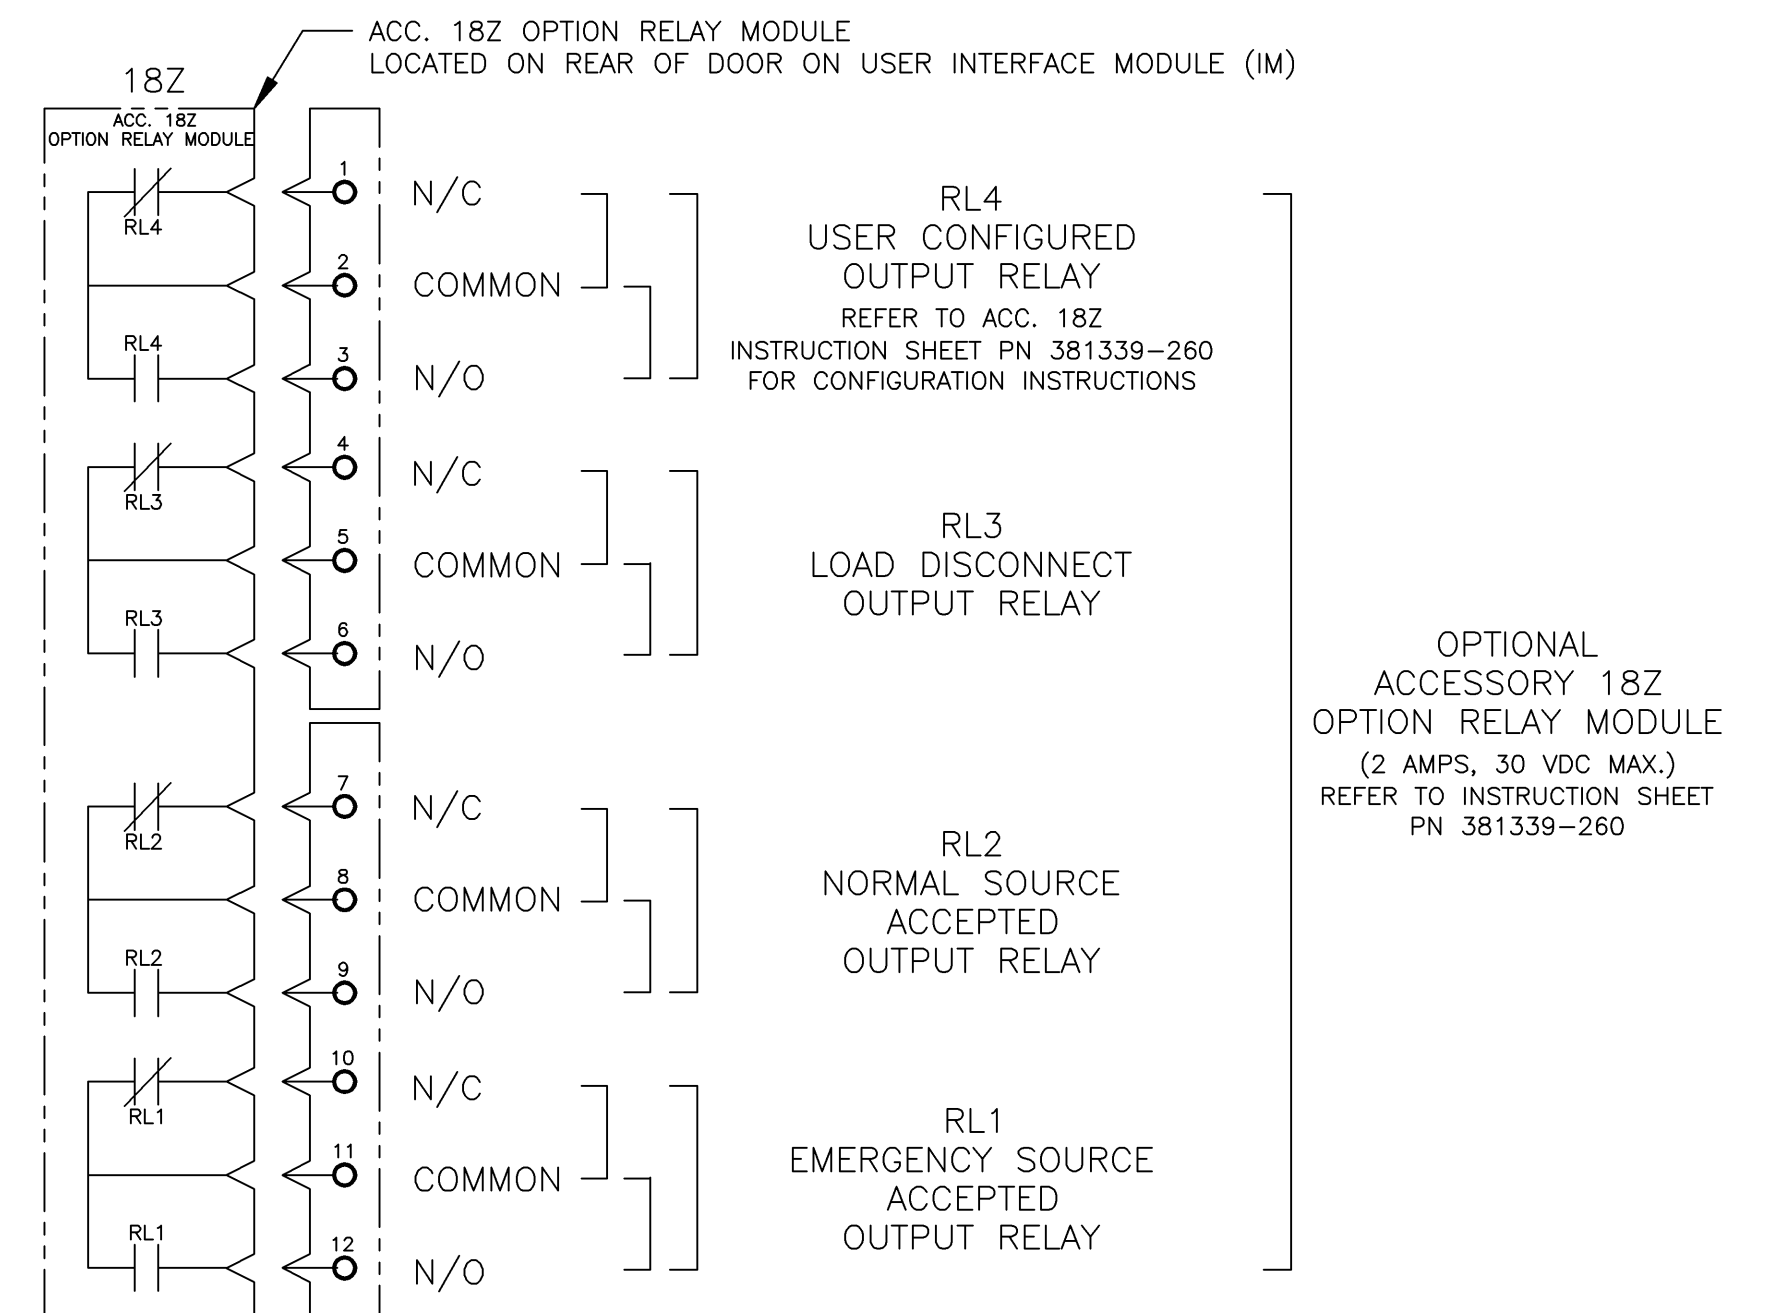 ACC. 18Z OPTION RELAY MODULE
LOCATED ON REAR OF DOOR ON USER INTERFACE MODULE (IM)
18Z
ACC. 18Z
OPTION RELAY MODULE
RL4
RL4
RL3
RL3
RL2
RL2
RL1
RL1
1 N/C
2 COMMON
3 N/O
4 N/C
5 COMMON
6 N/O
7 N/C
8 COMMON
9 N/O
10 N/C
11 COMMON
12 N/O
RL4
USER CONFIGURED
OUTPUT RELAY
REFER TO ACC. 18Z
INSTRUCTION SHEET PN 381339-260
FOR CONFIGURATION INSTRUCTIONS
RL3
LOAD DISCONNECT
OUTPUT RELAY
RL2
NORMAL SOURCE
ACCEPTED
OUTPUT RELAY
RL1
EMERGENCY SOURCE
ACCEPTED
OUTPUT RELAY
OPTIONAL
ACCESSORY 18Z
OPTION RELAY MODULE
(2 AMPS, 30 VDC MAX.)
REFER TO INSTRUCTION SHEET
PN 381339-260